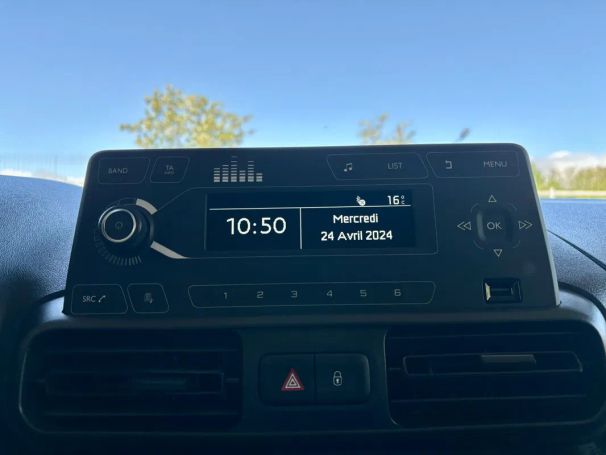 BAND
TA
INFO
LIST
MENU
16°C
10:50
Mercredi
24 Avril 2024
OK
SRC
1 2 3 4 5 6